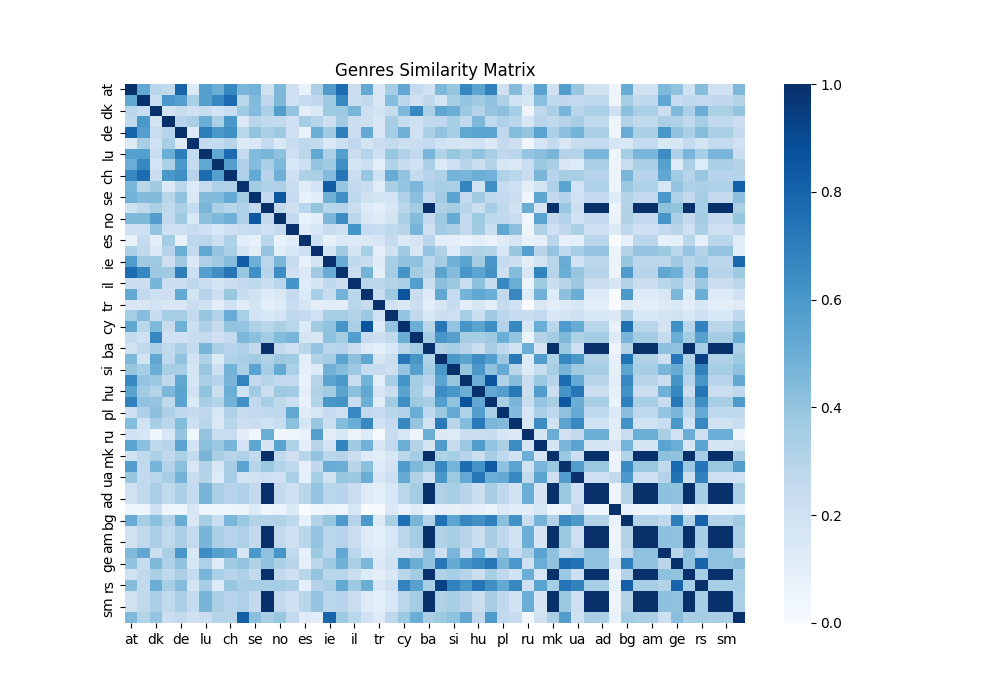 Genres Similarity Matrix
at
dk
de
lu
ch
se
no
es
ie
il
tr
cy
ba
si
hu
pl
ru
mk
ua
ad
bg
am
ge
rs
sm
at dk de lu ch se no es ie il tr cy ba si hu pl ru mk ua ad bg am ge rs sm
1.0
0.8
0.6
0.4
0.2
0.0